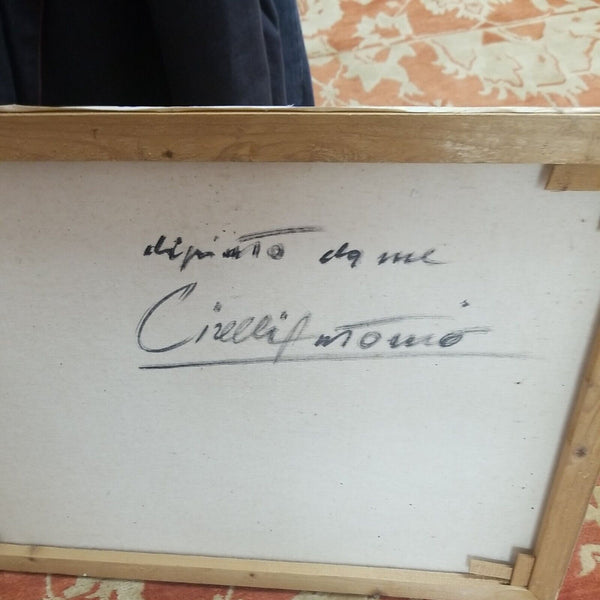 dipinto da me
Cirelli Antonio